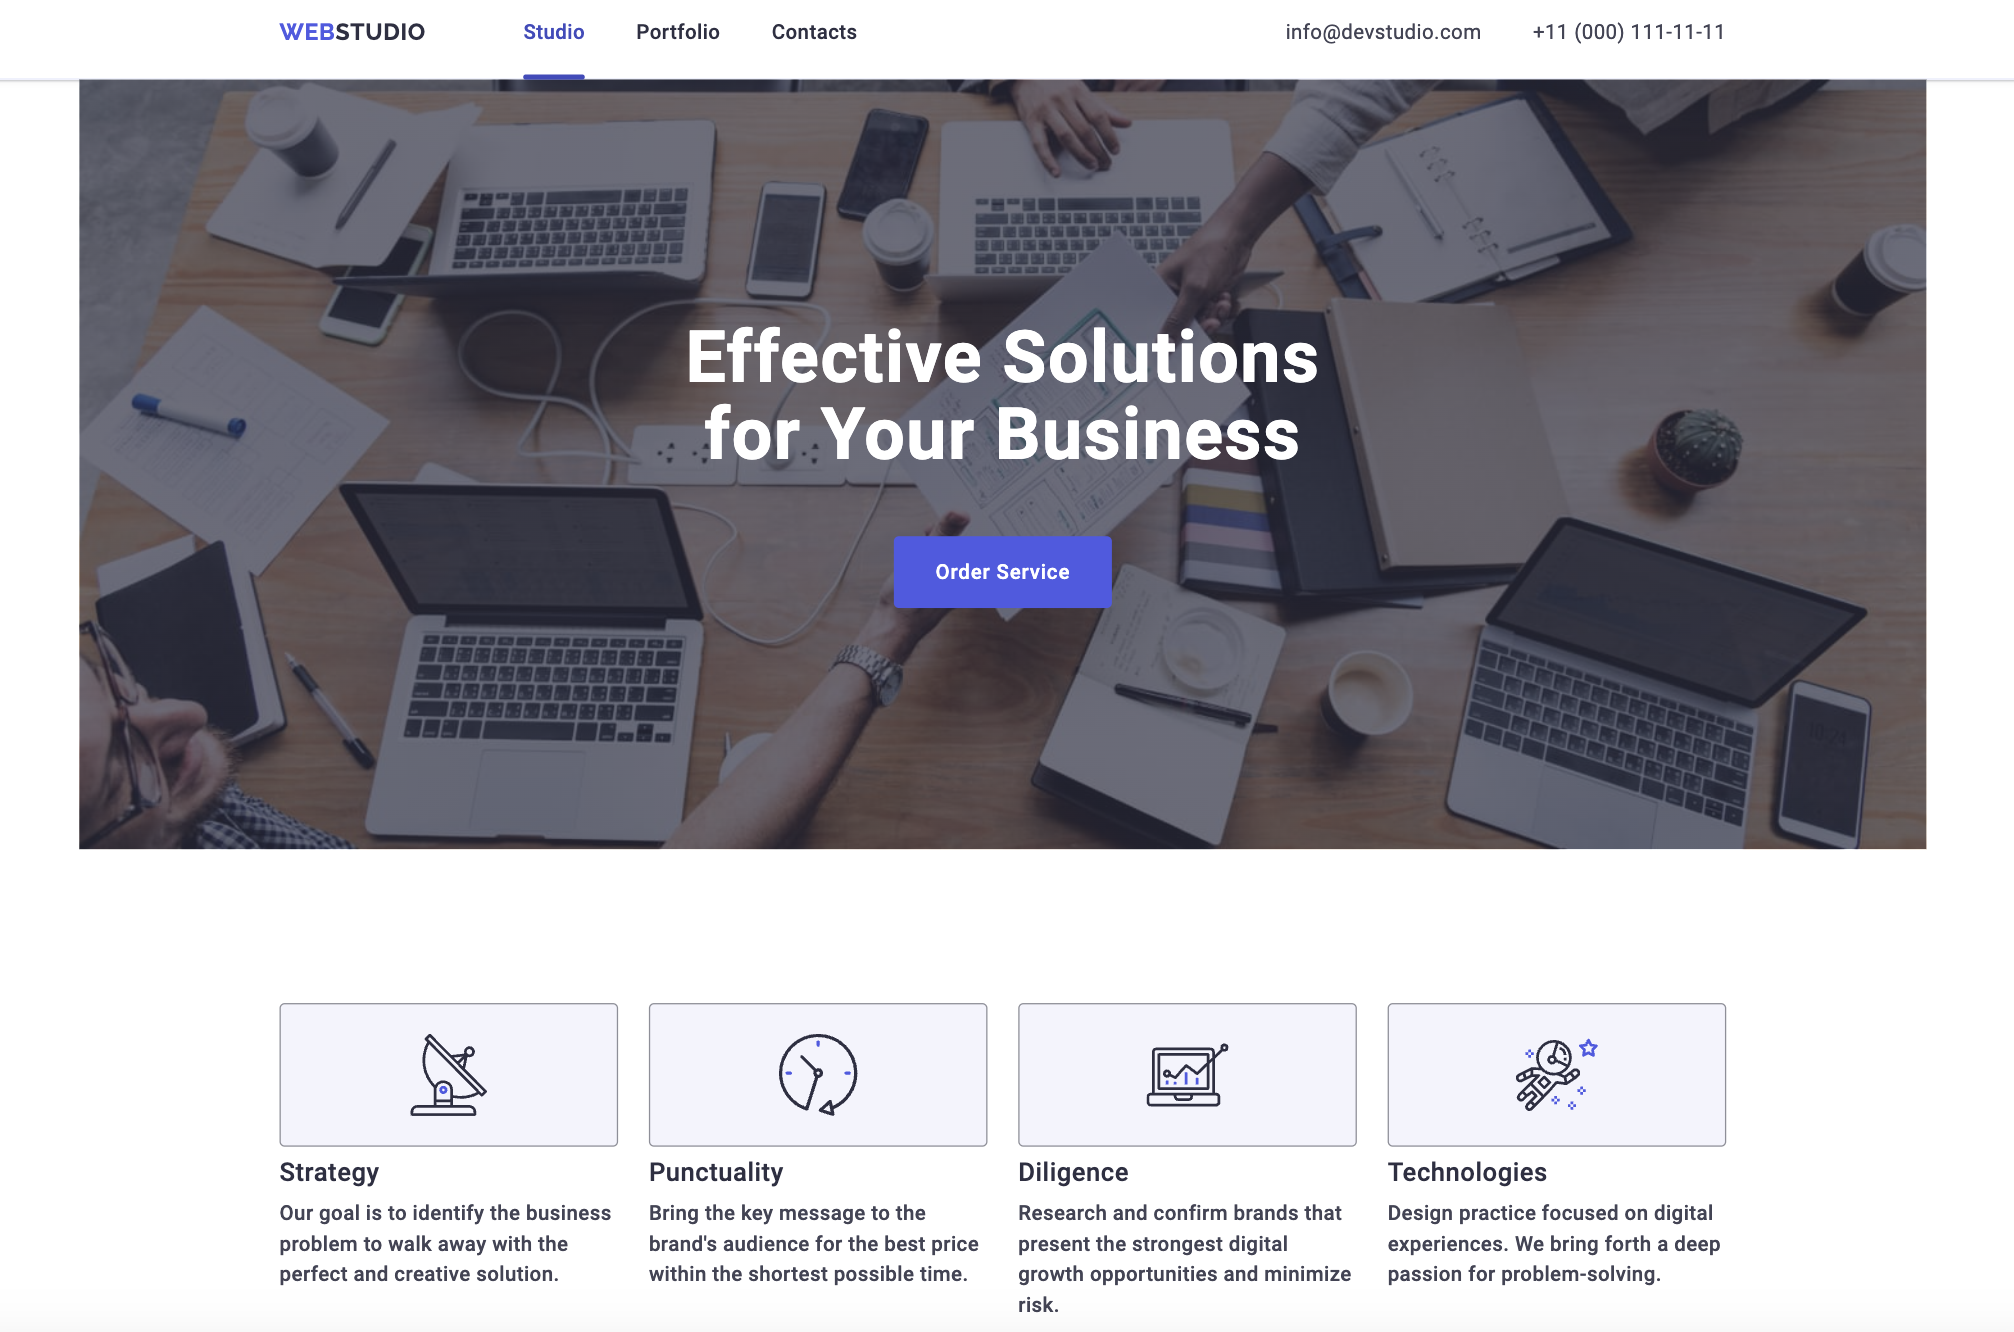 WEBSTUDIO
Studio
Portfolio
Contacts
info@devstudio.com
+11 (000) 111-11-11
Effective Solutions
for Your Business
Order Service
Strategy
Our goal is to identify the business
problem to walk away with the
perfect and creative solution.
Punctuality
Bring the key message to the
brand's audience for the best price
within the shortest possible time.
Diligence
Research and confirm brands that
present the strongest digital
growth opportunities and minimize
risk.
Technologies
Design practice focused on digital
experiences. We bring forth a deep
passion for problem-solving.